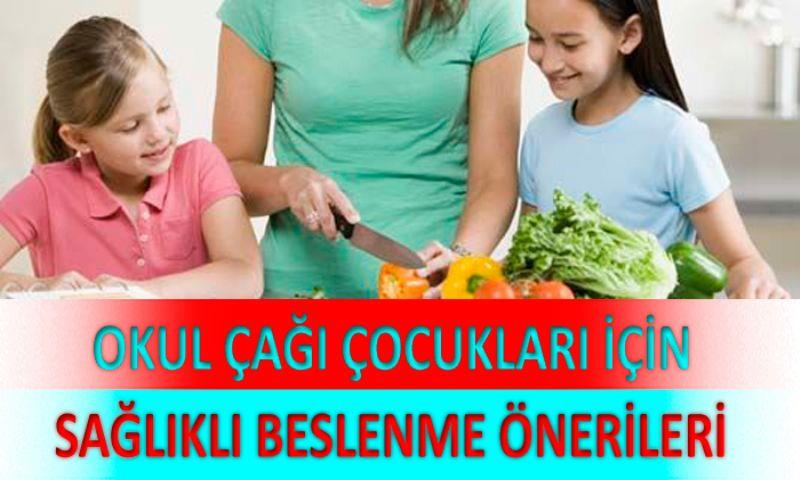 OKUL ÇAĞI ÇOCUKLARI İÇİN
SAĞLIKLI BESLENME ÖNERİLERİ